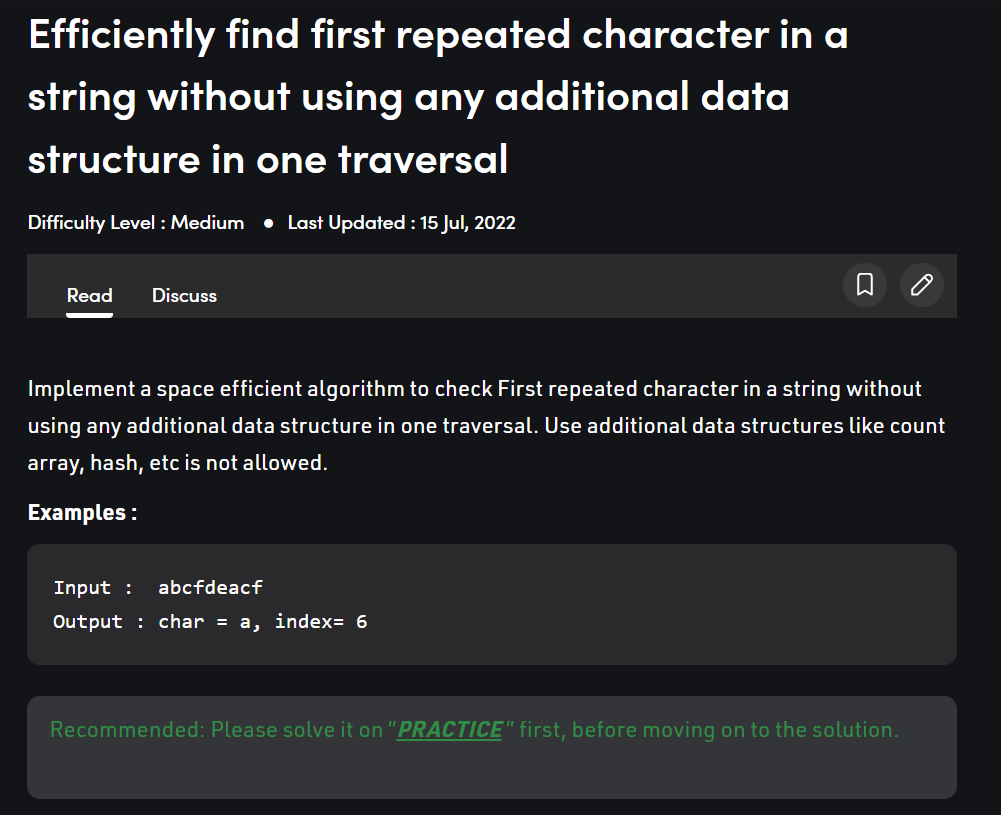 Efficiently find first repeated character in a
string without using any additional data
structure in one traversal
Difficulty Level : Medium ● Last Updated : 15 Jul, 2022
Read Discuss
Implement a space efficient algorithm to check First repeated character in a string without
using any additional data structure in one traversal. Use additional data structures like count
array, hash, etc is not allowed.
Examples :
Input :  abcfdeacf
Output : char = a, index= 6
Recommended: Please solve it on “PRACTICE” first, before moving on to the solution.